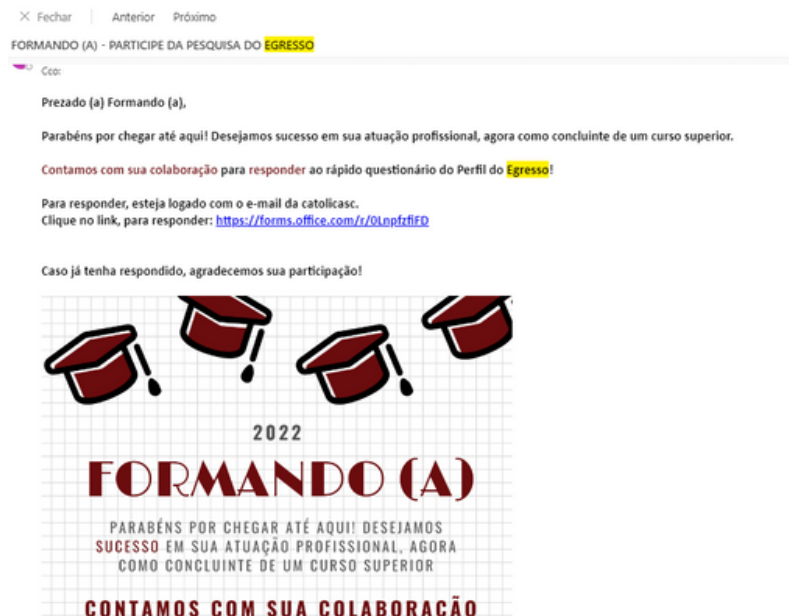 × Fechar Anterior Próximo
FORMANDO (A) - PARTICIPE DA PESQUISA DO EGRESSO
Cco:
Prezado (a) Formando (a),
Parabéns por chegar até aqui! Desejamos sucesso em sua atuação profissional, agora como concluinte de um curso superior.
Contamos com sua colaboração para responder ao rápido questionário do Perfil do Egresso!
Para responder, esteja logado com o e-mail da catolicasc.
Clique no link, para responder: https://forms.office.com/r/0LnpfzfiFD
Caso já tenha respondido, agradecemos sua participação!
2022
FORMANDO (A)
PARABÉNS POR CHEGAR ATÉ AQUI! DESEJAMOS
SUCESSO EM SUA ATUAÇÃO PROFISSIONAL, AGORA
COMO CONCLUINTE DE UM CURSO SUPERIOR
CONTAMOS COM SUA COLABORAÇÃO